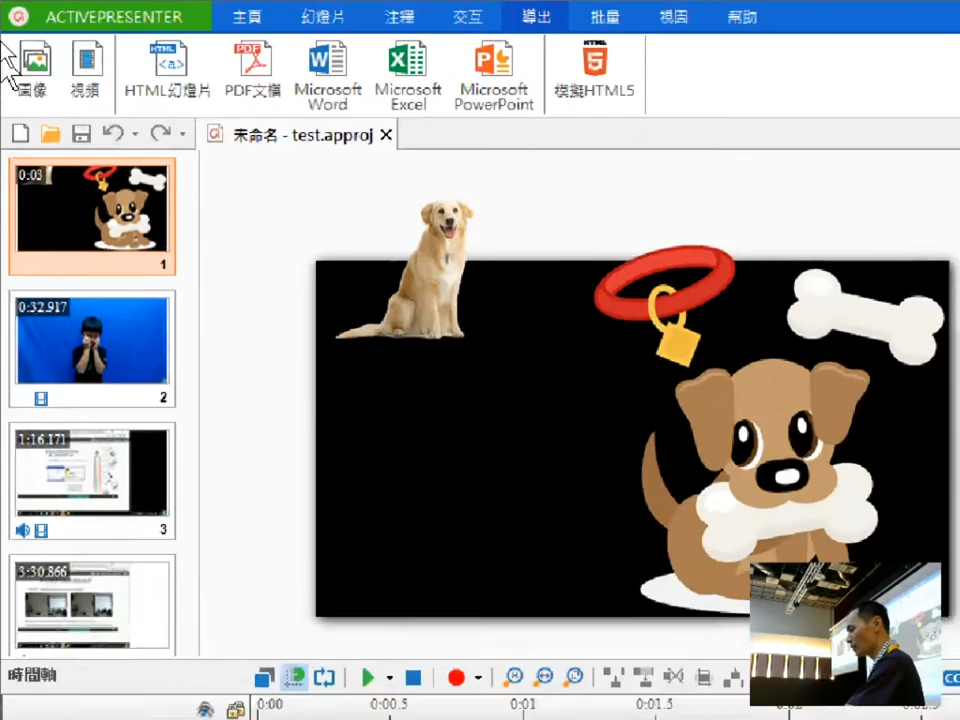 ACTIVEPRESENTER 主頁 幻燈片 注釋 交互 導出 批量 視圖 幫助
圖像 視頻 HTML幻燈片 PDF文檔 Microsoft Word Microsoft Excel Microsoft PowerPoint 模擬HTML5
未命名 - test.approj
0:03
1
0:32.917
2
1:16.171
3
3:30.866
時間軸
0:00 0:00.5 0:01 0:01.5